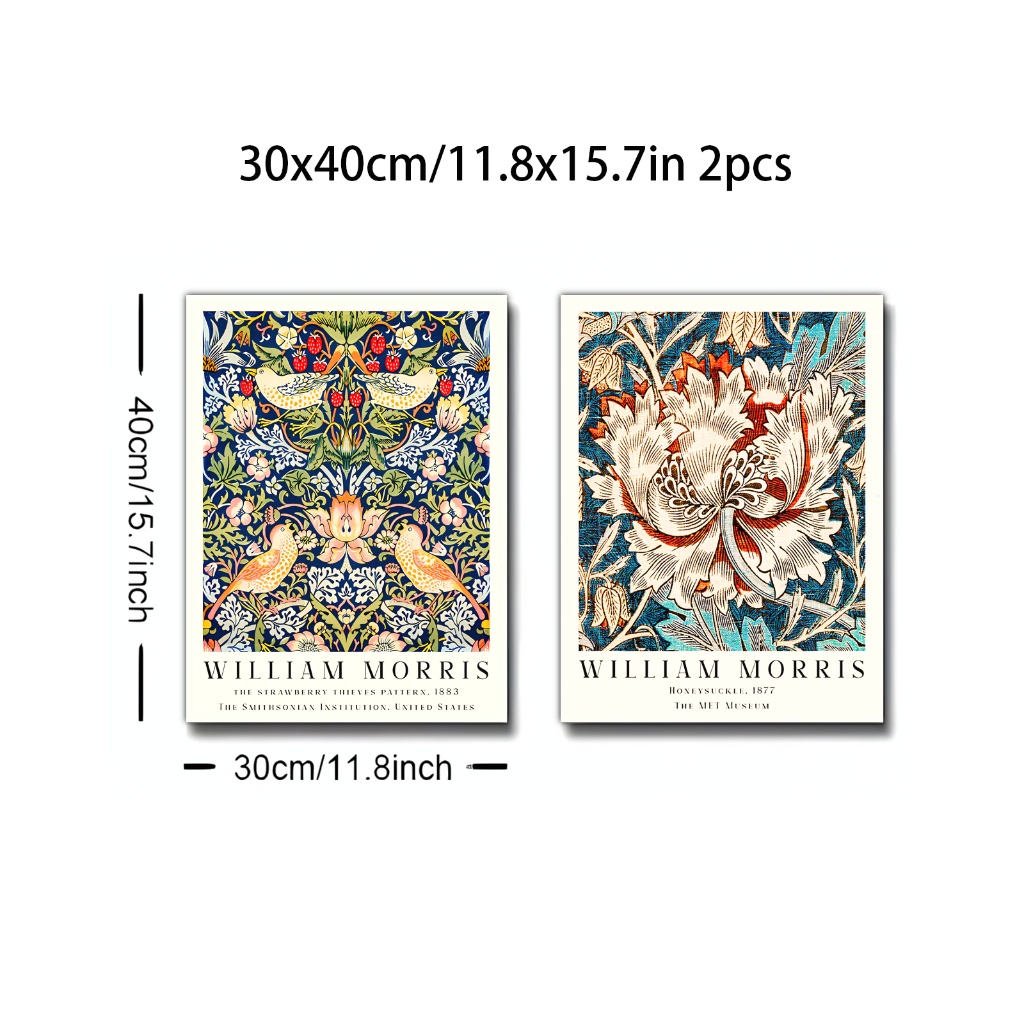 30x40cm/11.8x15.7in 2pcs
40cm/15.7inch
WILLIAM MORRIS
THE STRAWBERRY THIEVES PATTERN, 1883
THE SMITHSONIAN INSTITUTION, UNITED STATES
WILLIAM MORRIS
HONEYSUCKLE, 1877
THE MET MUSEUM
30cm/11.8inch